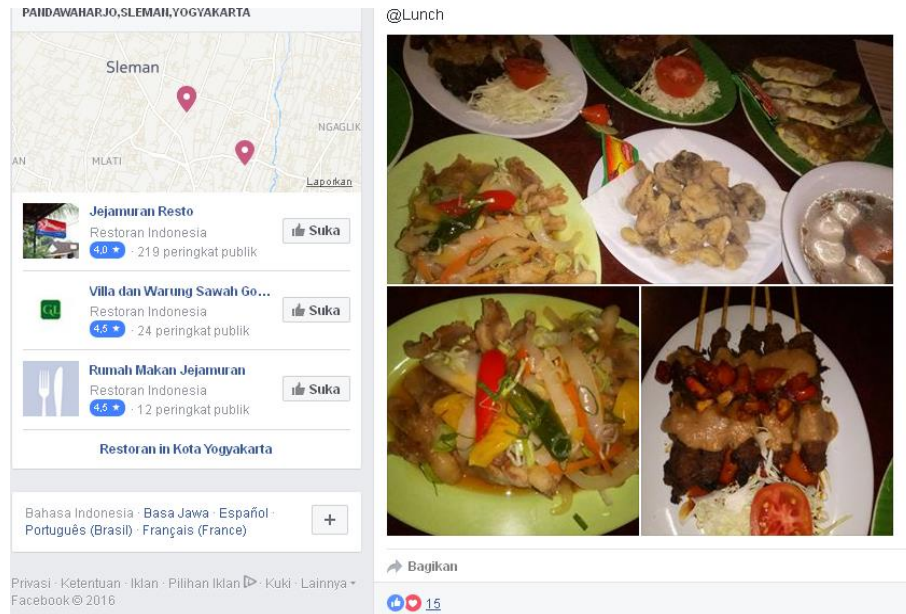 PANDAWAHARJO,SLEMAN,YOGYAKARTA
Sleman
NGAGLIK
AN
MLATI
Laporkan
Jejamuran Resto
Restoran Indonesia
4,0 ★ · 219 peringkat publik
Suka
Villa dan Warung Sawah Go...
Restoran Indonesia
4,5 ★ · 24 peringkat publik
Suka
Rumah Makan Jejamuran
Restoran Indonesia
4,5 ★ · 12 peringkat publik
Suka
Restoran in Kota Yogyakarta
Bahasa Indonesia · Basa Jawa · Español ·
Português (Brasil) · Français (France)
+
Privasi · Ketentuan · Iklan · Pilihan Iklan · Kuki · Lainnya
Facebook © 2016
@Lunch
Bagikan
15